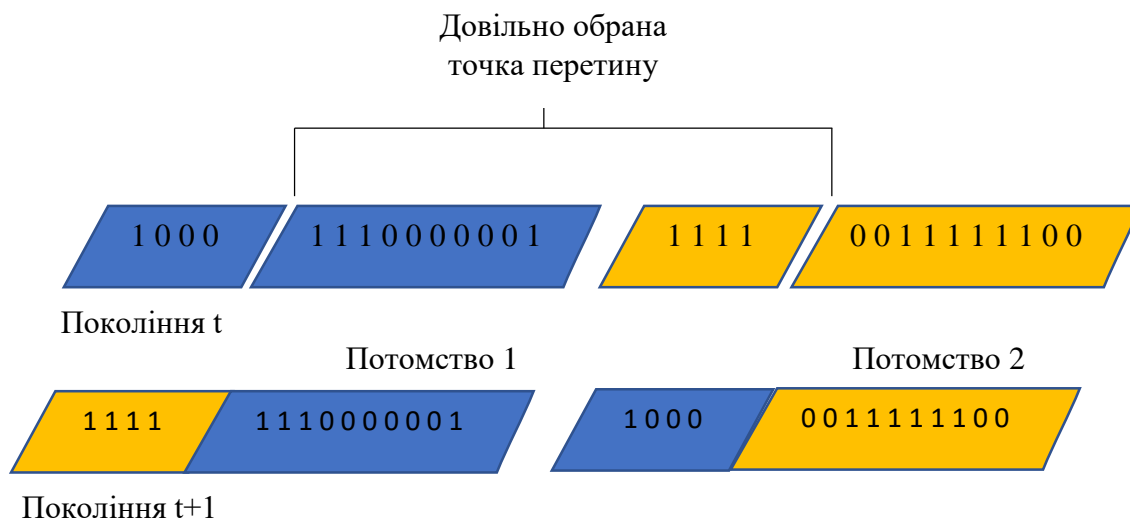 Довільно обрана
точка перетину
1 0 0 0 1 1 1 0 0 0 0 0 0 1 1 1 1 1 0 0 1 1 1 1 1 1 0 0
Покоління t
Потомство 1 Потомство 2
1 1 1 1 1 1 1 0 0 0 0 0 0 1 1 0 0 0 0 0 1 1 1 1 1 1 0 0
Покоління t+1